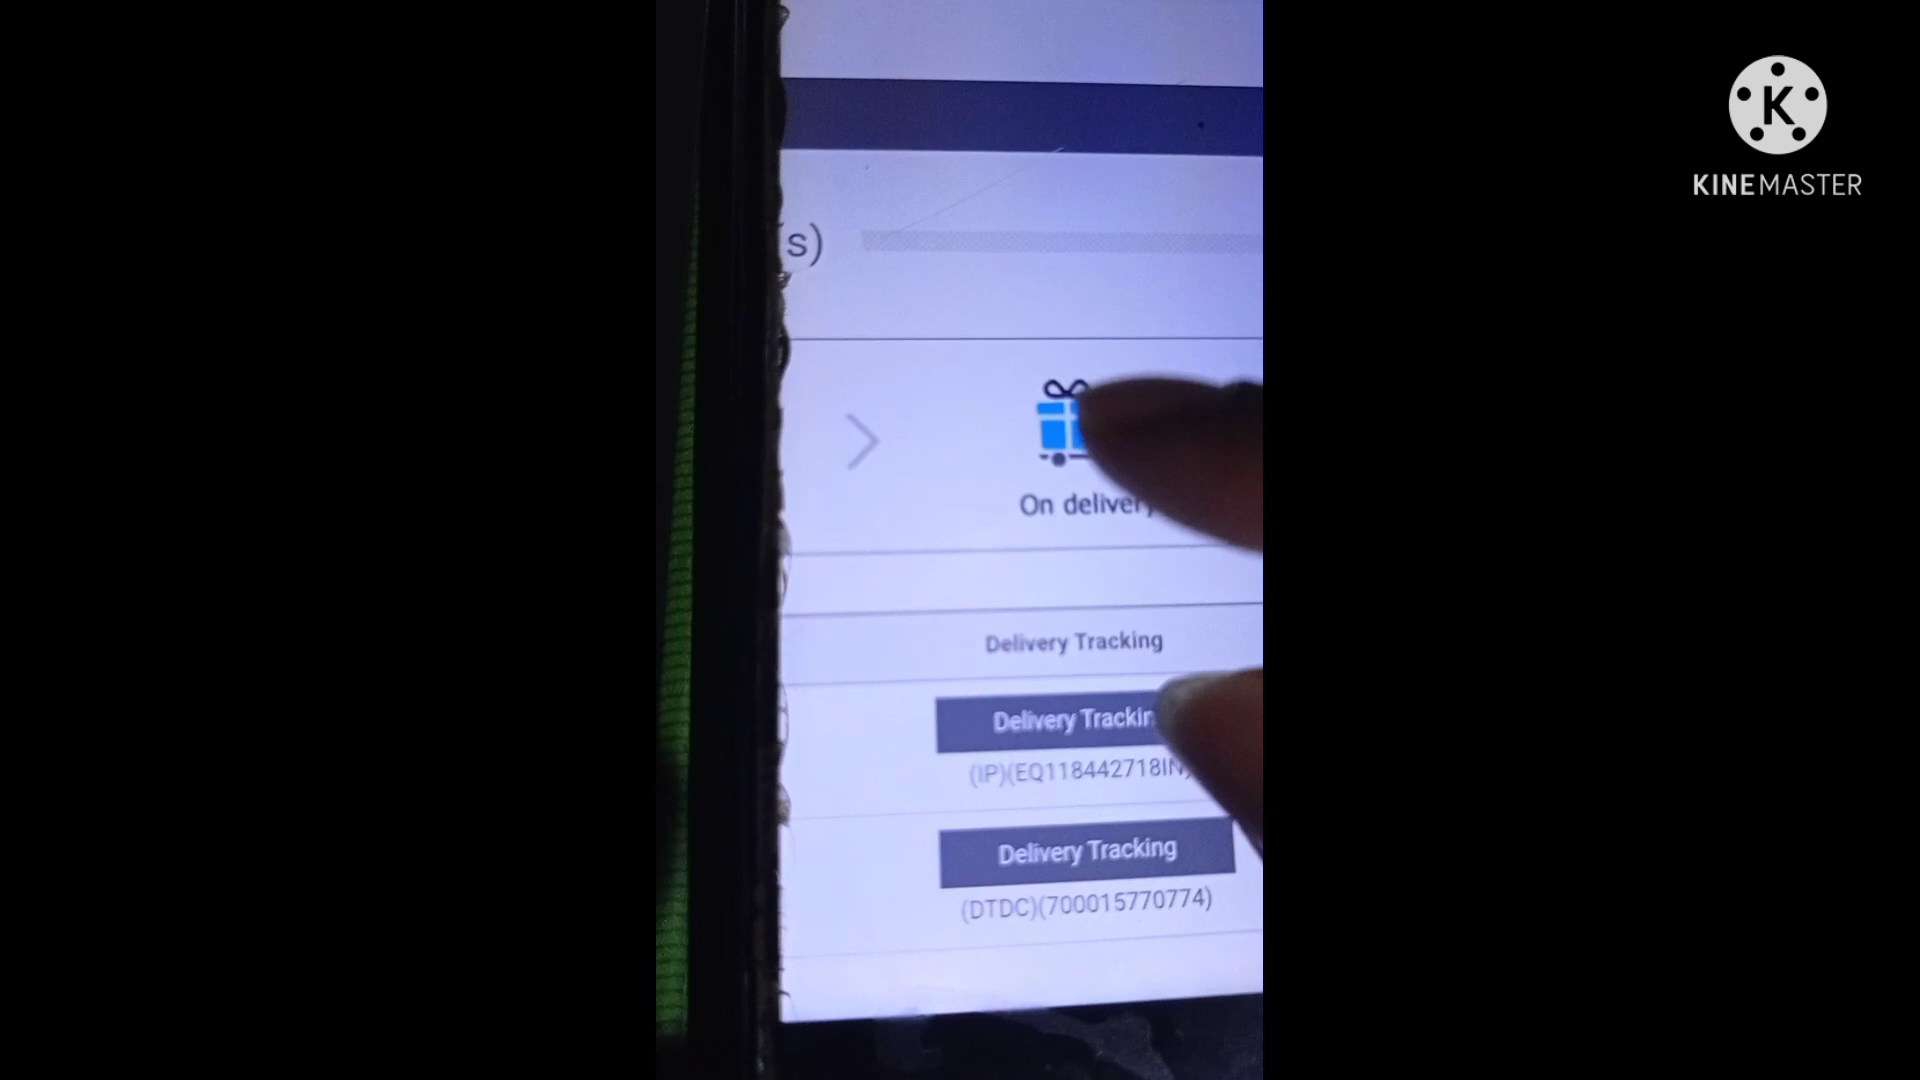 K
KINEMASTER
s)
On delivery
Delivery Tracking
Delivery Trackin
(IP)(EQ118442718IN)
Delivery Tracking
(DTDC)(700015770774)